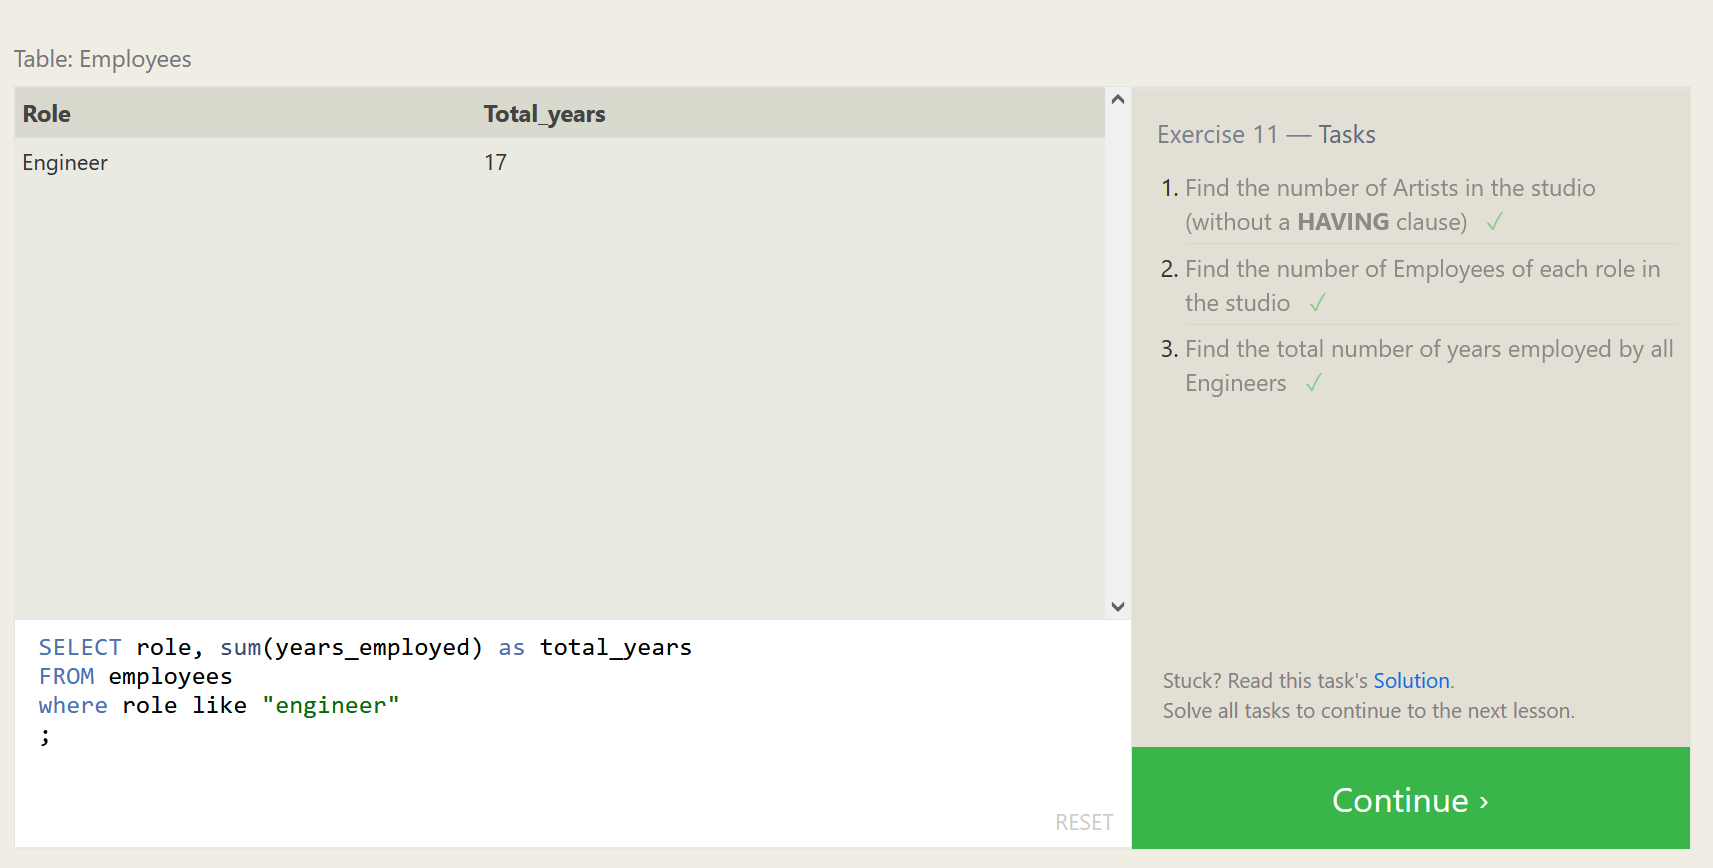 Table: Employees
Role Total_years
Engineer 17
SELECT role, sum(years_employed) as total_years
FROM employees
where role like "engineer"
;
RESET
Exercise 11 — Tasks
1. Find the number of Artists in the studio
(without a HAVING clause) ✓
2. Find the number of Employees of each role in
the studio ✓
3. Find the total number of years employed by all
Engineers ✓
Stuck? Read this task's Solution.
Solve all tasks to continue to the next lesson.
Continue ›